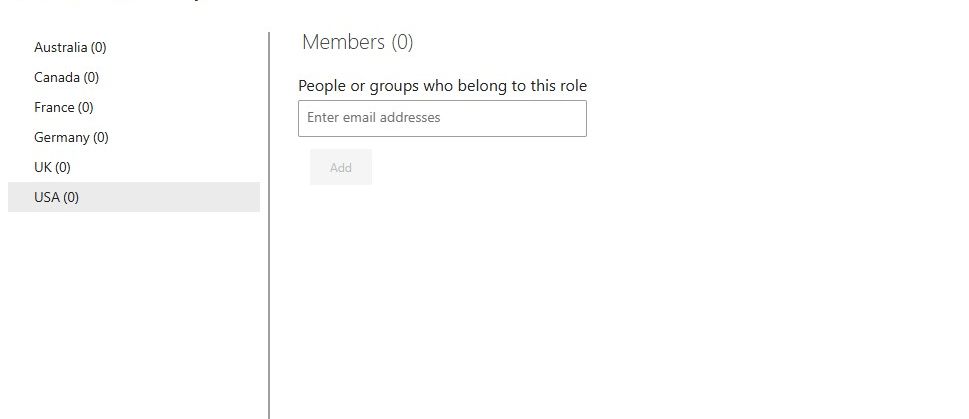 Australia (0)
Canada (0)
France (0)
Germany (0)
UK (0)
USA (0)
Members (0)
People or groups who belong to this role
Enter email addresses
Add